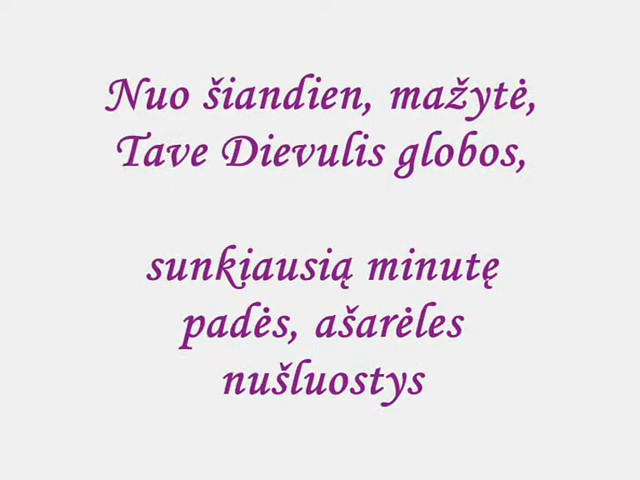 Nuo šiandien, mažytė,
Tave Dievulis globos,
sunkiausią minutę
padės, ašarėles
nušluostys